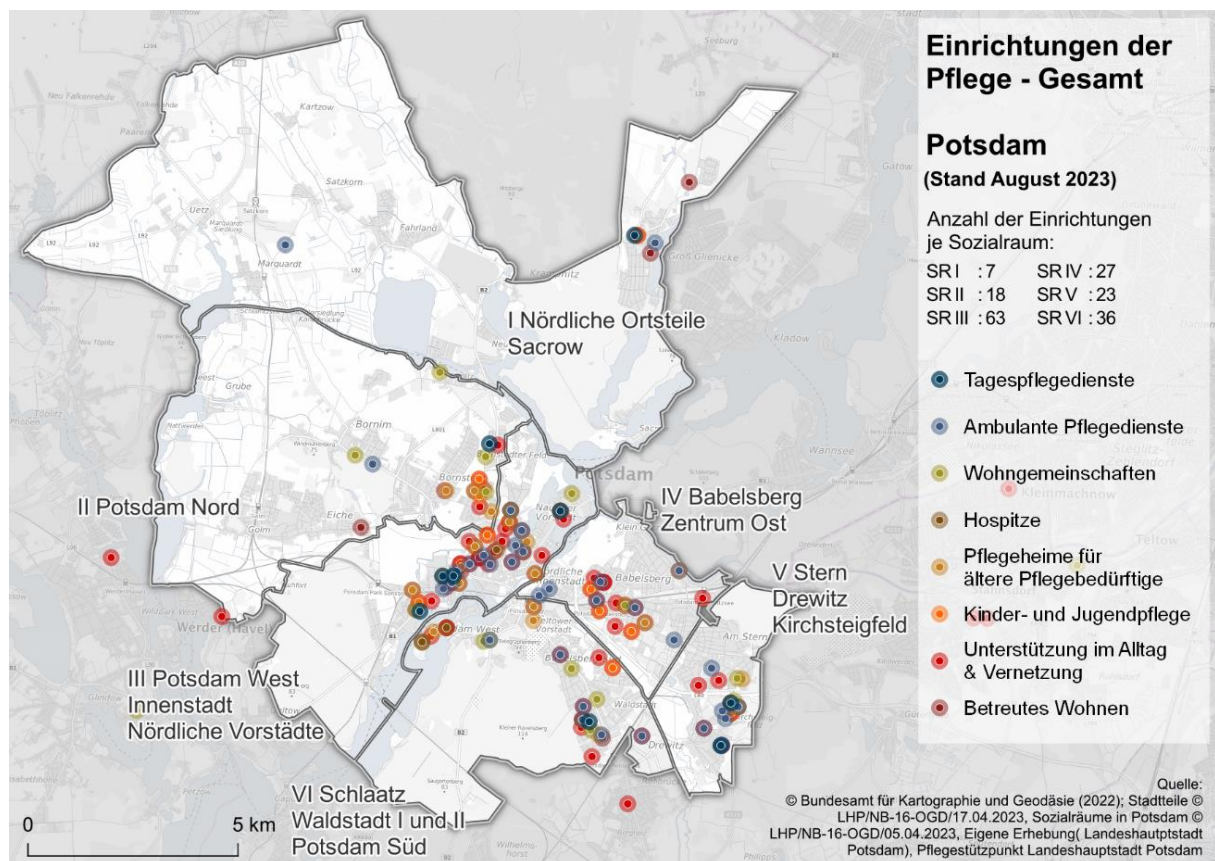 Einrichtungen der
Pflege - Gesamt
Potsdam
(Stand August 2023)
Anzahl der Einrichtungen
je Sozialraum:
SR I : 7 SR IV : 27
SR II : 18 SR V : 23
SR III : 63 SR VI : 36
Tagespflegedienste
Ambulante Pflegedienste
Wohngemeinschaften
Hospitze
Pflegeheime für
ältere Pflegebedürftige
Kinder- und Jugendpflege
Unterstützung im Alltag
& Vernetzung
Betreutes Wohnen
I Nördliche Ortsteile
Sacrow
II Potsdam Nord
III Potsdam West
Innenstadt
Nördliche Vorstädte
IV Babelsberg
Zentrum Ost
V Stern
Drewitz
Kirchsteigfeld
VI Schlaatz
Waldstadt I und II
Potsdam Süd
Seeburg
Neu Falkenrehde
Kartzow
Satzkorn
Uetz
Fahrland
Marquardt
Groß Glienicke
Gatow
Kladow
Grube
Bornim
Potsdam
Wannsee
Eiche
Golm
Kleinmachnow
Teltow
Stahnsdorf
Babelsberg
Werder (Havel)
Am Stern
Waldstadt
Drewitz
B2
L92
0 5 km
Quelle:
© Bundesamt für Kartographie und Geodäsie (2022); Stadtteile ©
LHP/NB-16-OGD/17.04.2023, Sozialräume in Potsdam ©
LHP/NB-16-OGD/05.04.2023, Eigene Erhebung( Landeshautptstadt
Potsdam), Pflegestützpunkt Landeshauptstadt Potsdam